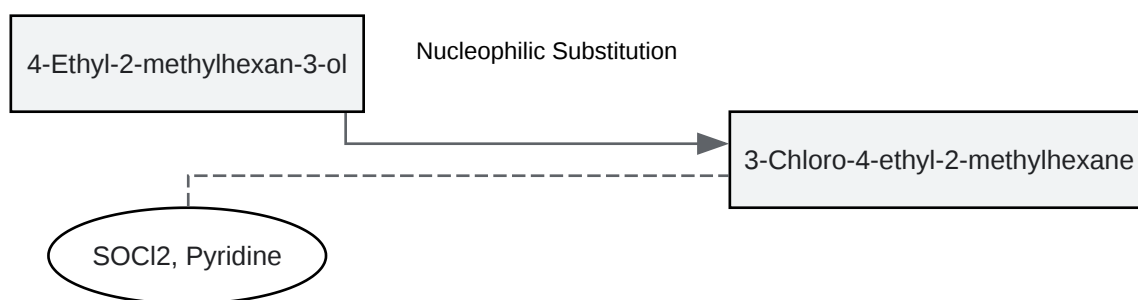 4-Ethyl-2-methylhexan-3-ol
Nucleophilic Substitution
3-Chloro-4-ethyl-2-methylhexane
SOCl2, Pyridine